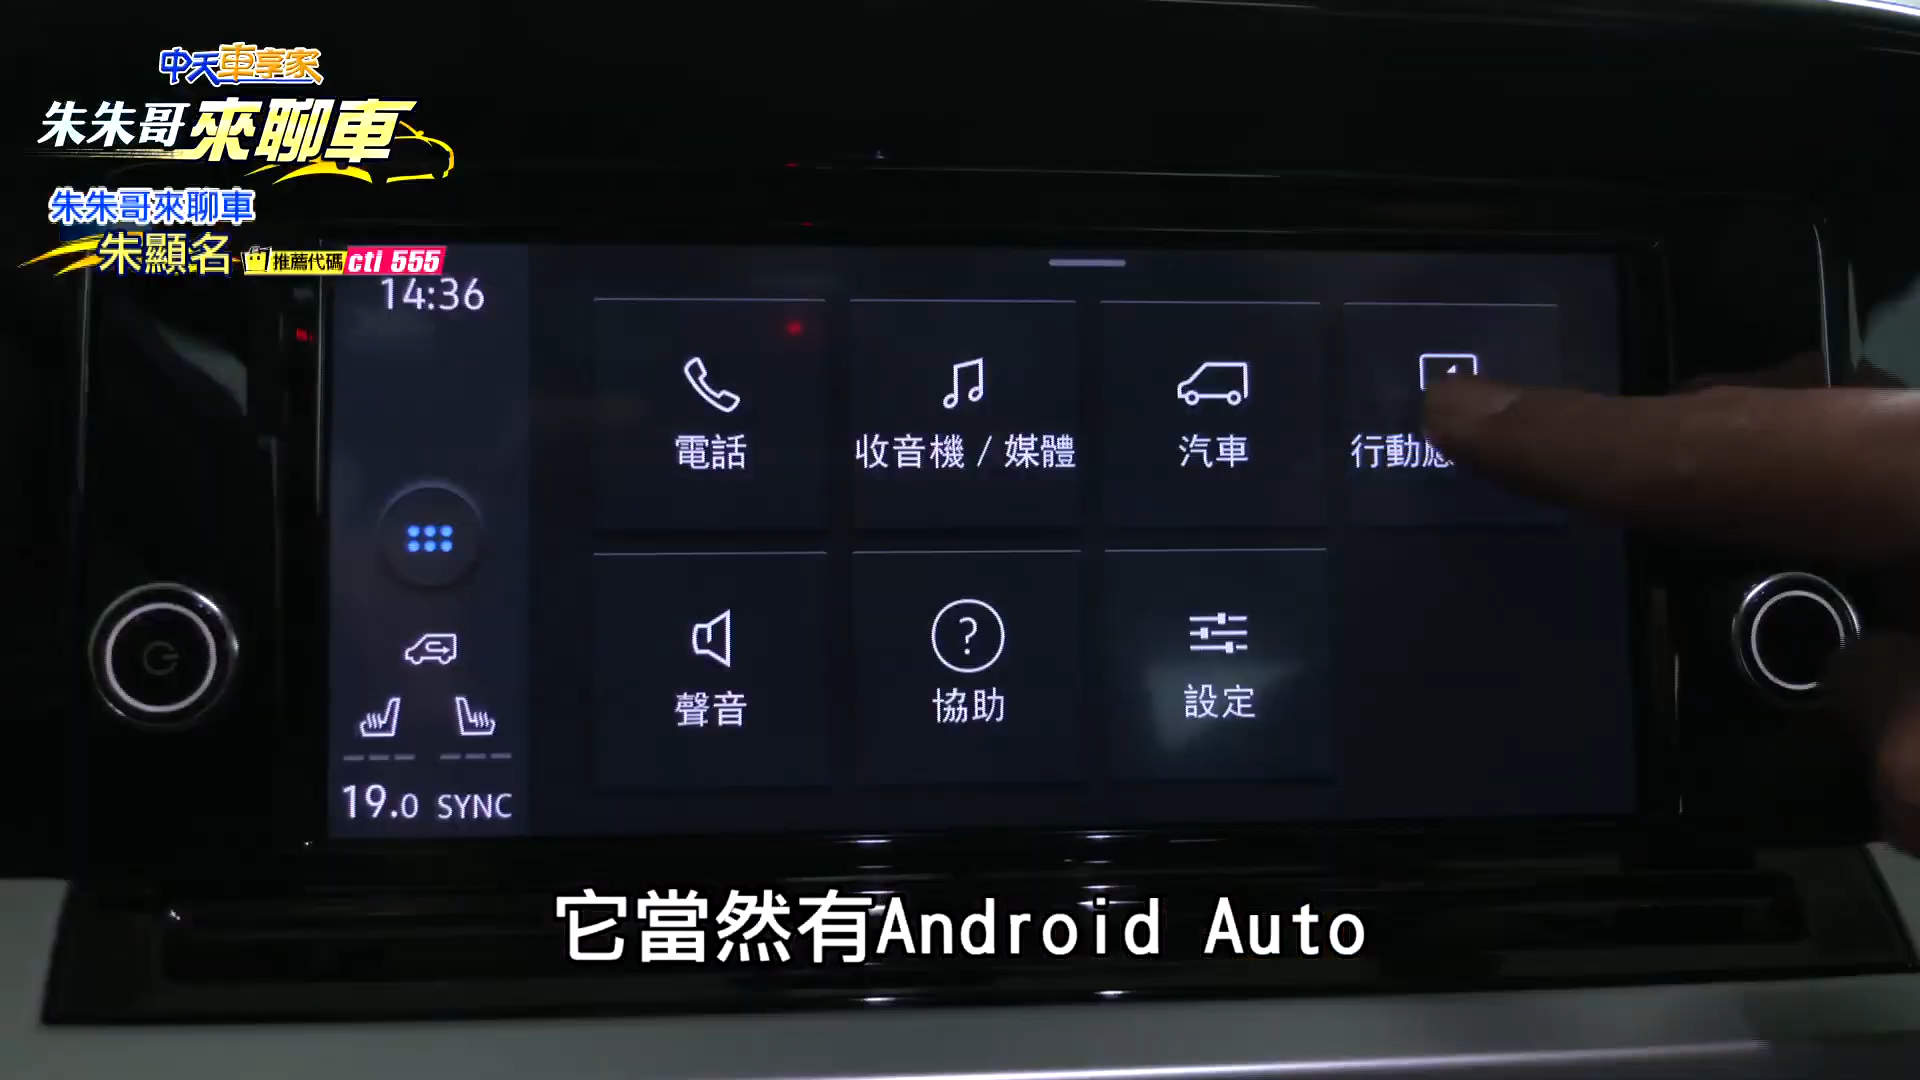 中天車享家
朱朱哥來聊車
朱朱哥來聊車
朱顯名 推薦代碼 cti 555
14:36
電話
收音機 / 媒體
汽車
行動應
聲音
協助
設定
19.0 SYNC
它當然有Android Auto